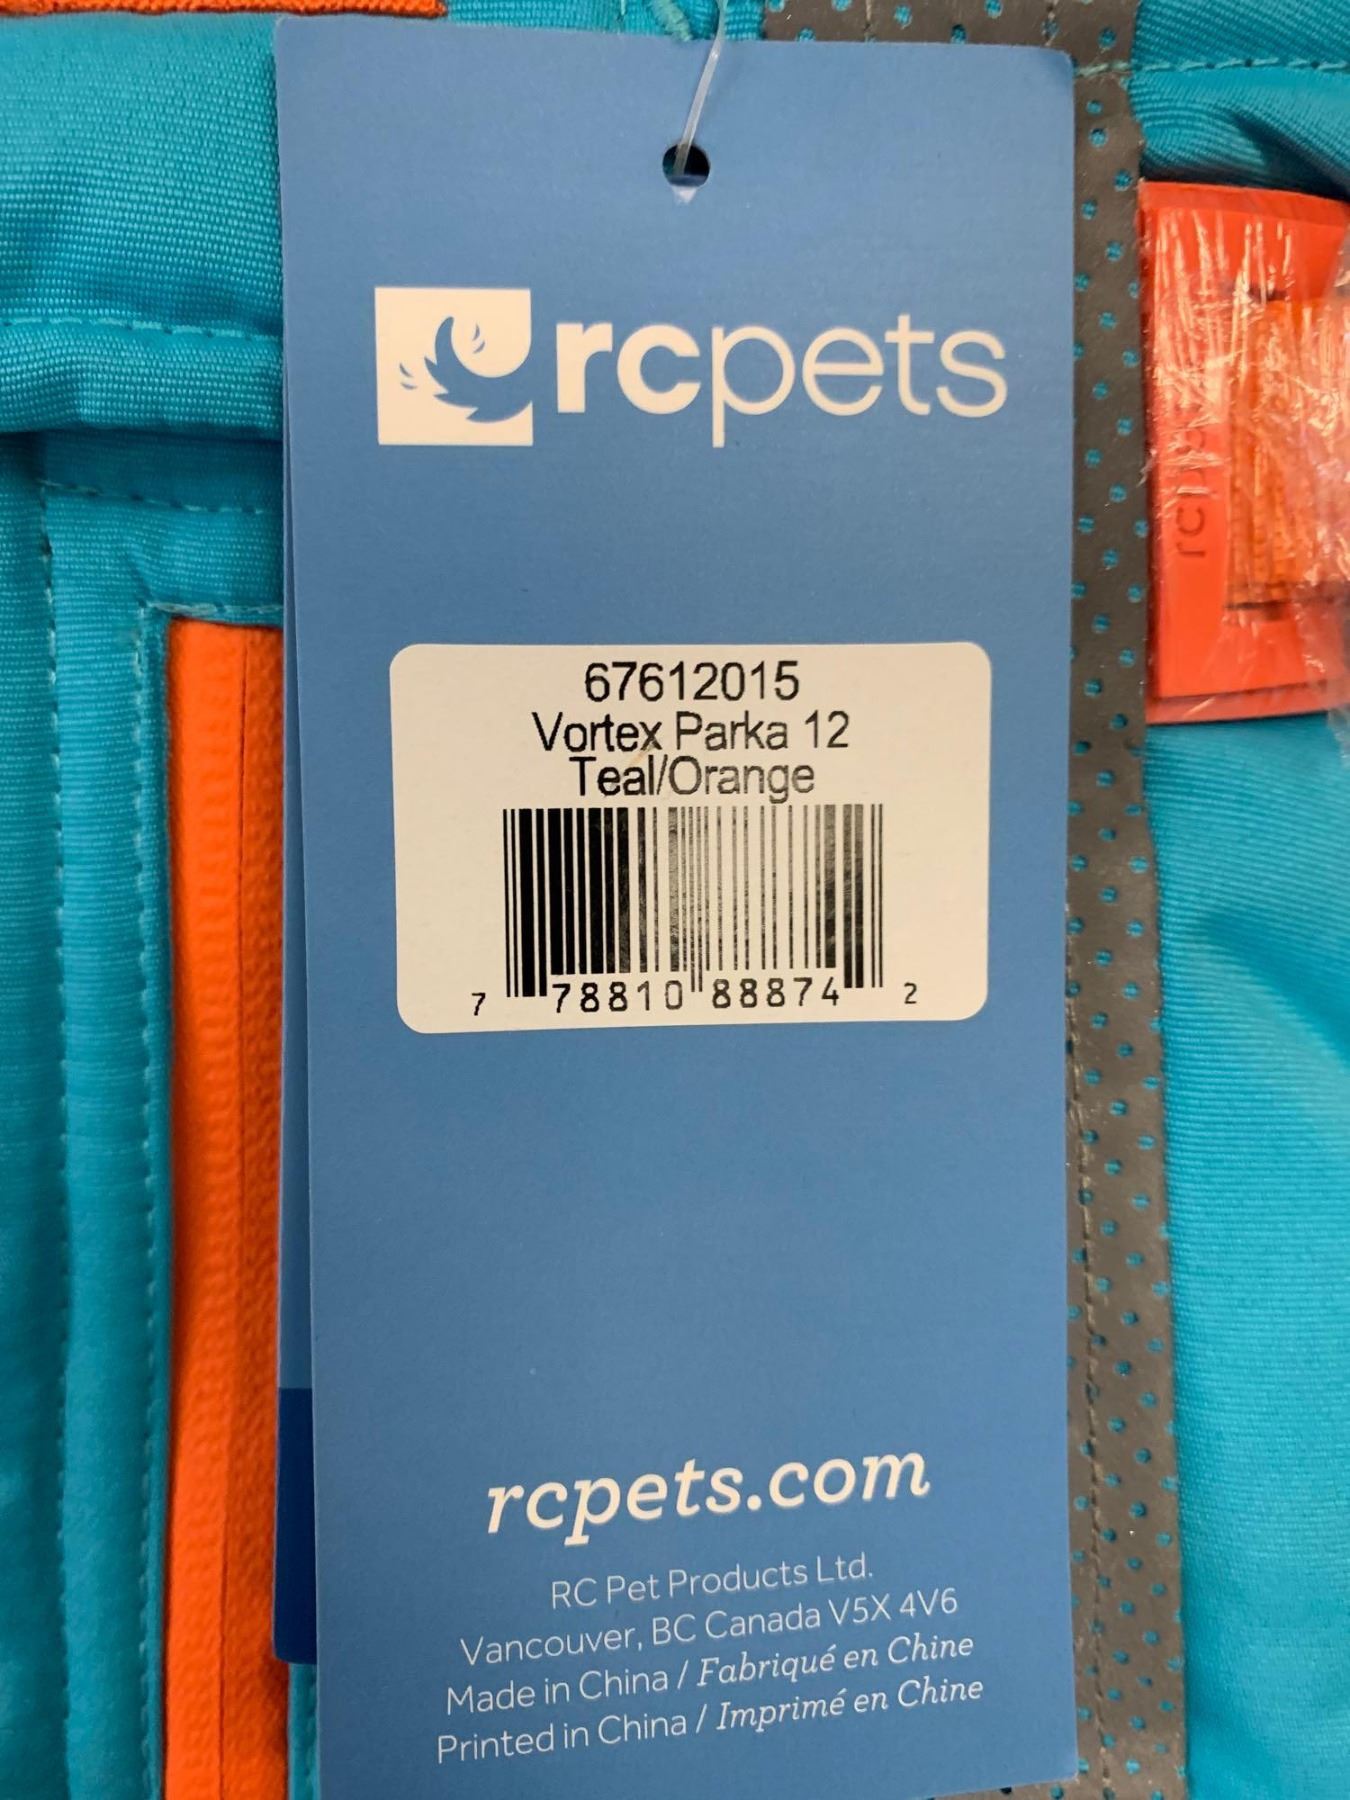 rcpets
67612015
Vortex Parka 12
Teal/Orange
7 78810 88874 2
rcpets.com
RC Pet Products Ltd.
Vancouver, BC Canada V5X 4V6
Made in China / Fabriqué en Chine
Printed in China / Imprimé en Chine